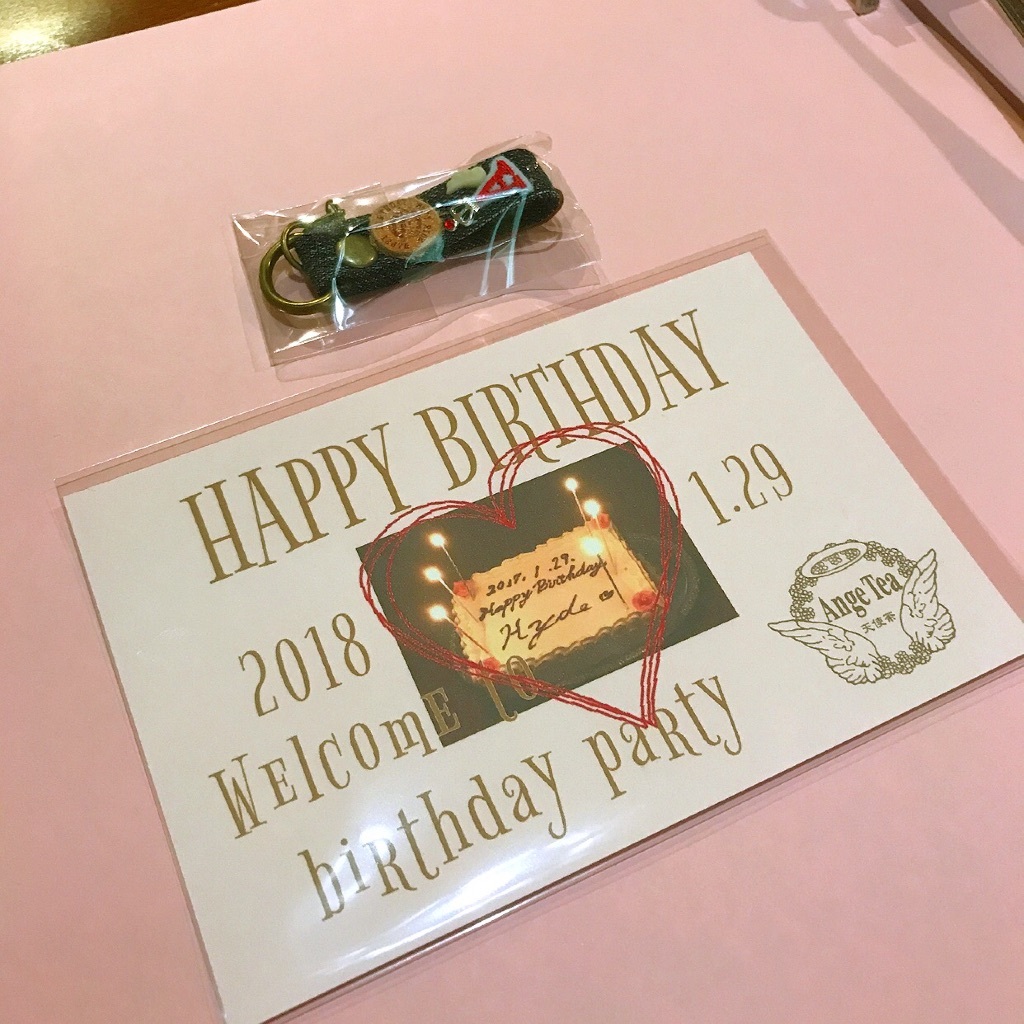 HAPPY BIRTHDAY
1.29
2018
2017. 1. 29.
Happy Birthday
Hyde
Ange Tea
天使茶
Welcome to
birthday party